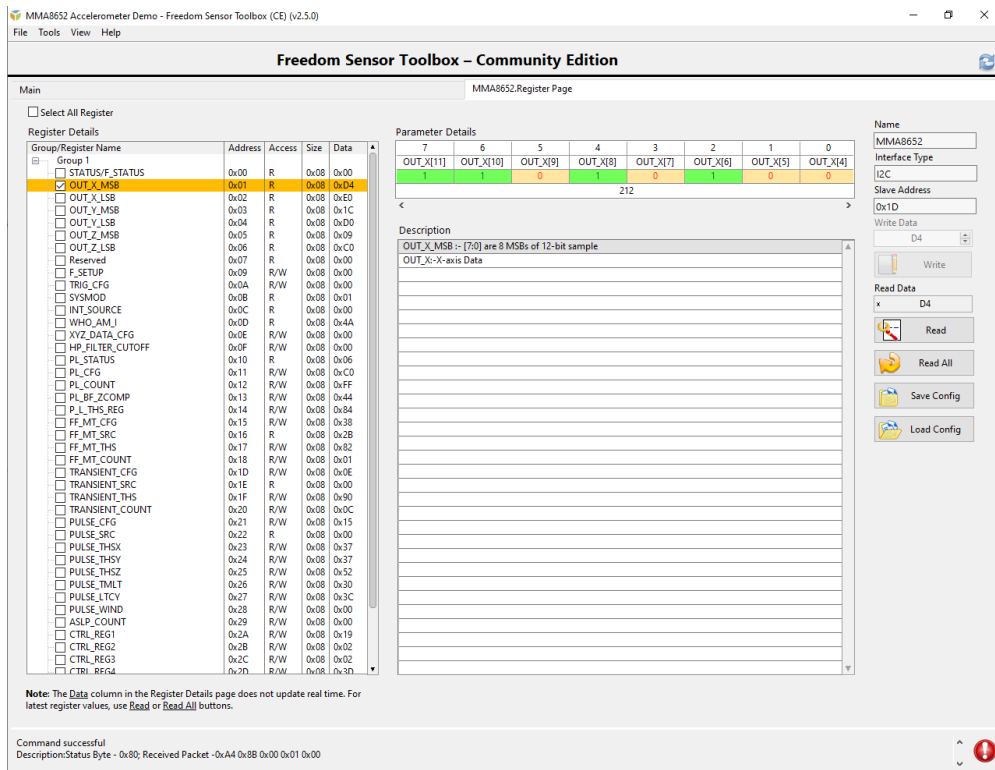 MMA8652 Accelerometer Demo - Freedom Sensor Toolbox (CE) (v2.5.0)
File Tools View Help
Freedom Sensor Toolbox – Community Edition
Main
MMA8652.Register Page
Select All Register
Register Details
Group/Register Name Address Access Size Data
Group 1
STATUS/F_STATUS 0x00 R 0x08 0x00
OUT_X_MSB 0x01 R 0x08 0xD4
OUT_X_LSB 0x02 R 0x08 0xE0
OUT_Y_MSB 0x03 R 0x08 0x1C
OUT_Y_LSB 0x04 R 0x08 0xD0
OUT_Z_MSB 0x05 R 0x08 0x09
OUT_Z_LSB 0x06 R 0x08 0xC0
Reserved 0x07 R 0x08 0x00
F_SETUP 0x09 R/W 0x08 0x00
TRIG_CFG 0x0A R/W 0x08 0x00
SYSMOD 0x0B R 0x08 0x01
INT_SOURCE 0x0C R 0x08 0x00
WHO_AM_I 0x0D R 0x08 0x4A
XYZ_DATA_CFG 0x0E R/W 0x08 0x00
HP_FILTER_CUTOFF 0x0F R/W 0x08 0x00
PL_STATUS 0x10 R 0x08 0x06
PL_CFG 0x11 R/W 0x08 0xC0
PL_COUNT 0x12 R/W 0x08 0xFF
PL_BF_ZCOMP 0x13 R/W 0x08 0x44
P_L_THS_REG 0x14 R/W 0x08 0x84
FF_MT_CFG 0x15 R/W 0x08 0x38
FF_MT_SRC 0x16 R 0x08 0x2B
FF_MT_THS 0x17 R/W 0x08 0x82
FF_MT_COUNT 0x18 R/W 0x08 0x01
TRANSIENT_CFG 0x1D R/W 0x08 0x0E
TRANSIENT_SRC 0x1E R 0x08 0x00
TRANSIENT_THS 0x1F R/W 0x08 0x90
TRANSIENT_COUNT 0x20 R/W 0x08 0x0C
PULSE_CFG 0x21 R/W 0x08 0x15
PULSE_SRC 0x22 R 0x08 0x00
PULSE_THSX 0x23 R/W 0x08 0x37
PULSE_THSY 0x24 R/W 0x08 0x37
PULSE_THSZ 0x25 R/W 0x08 0x52
PULSE_TMLT 0x26 R/W 0x08 0x30
PULSE_LTCY 0x27 R/W 0x08 0x3C
PULSE_WIND 0x28 R/W 0x08 0x00
ASLP_COUNT 0x29 R/W 0x08 0x00
CTRL_REG1 0x2A R/W 0x08 0x19
CTRL_REG2 0x2B R/W 0x08 0x02
CTRL_REG3 0x2C R/W 0x08 0x02
CTRL_REG4 0x2D R/W 0x08 0x3D
Note: The Data column in the Register Details page does not update real time. For
latest register values, use Read or Read All buttons.
Parameter Details
7 6 5 4 3 2 1 0
OUT_X[11] OUT_X[10] OUT_X[9] OUT_X[8] OUT_X[7] OUT_X[6] OUT_X[5] OUT_X[4]
1 1 0 1 0 1 0 0
212
Description
OUT_X_MSB :- [7:0] are 8 MSBs of 12-bit sample
OUT_X:-X-axis Data
Name
MMA8652
Interface Type
I2C
Slave Address
0x1D
Write Data
D4
Write
Read Data
x D4
Read
Read All
Save Config
Load Config
Command successful
Description:Status Byte - 0x80; Received Packet -0xA4 0x8B 0x00 0x01 0x00